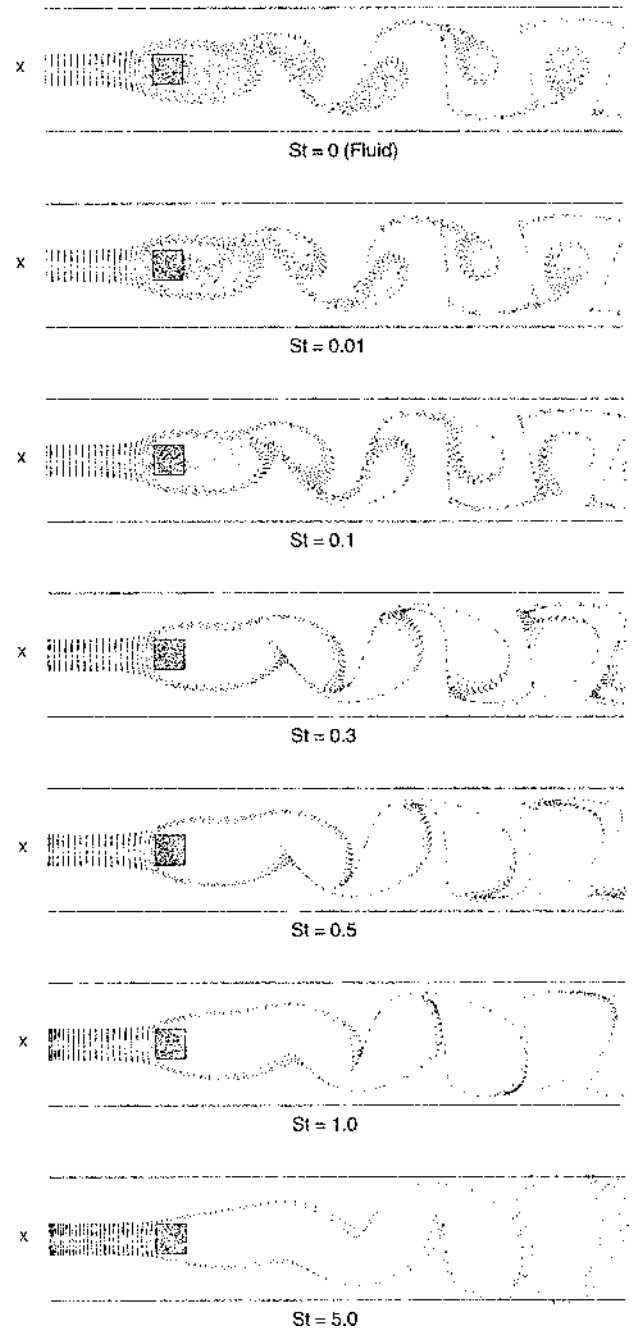 x
St = 0 (Fluid)
x
St = 0.01
x
St = 0.1
x
St = 0.3
x
St = 0.5
x
St = 1.0
x
St = 5.0